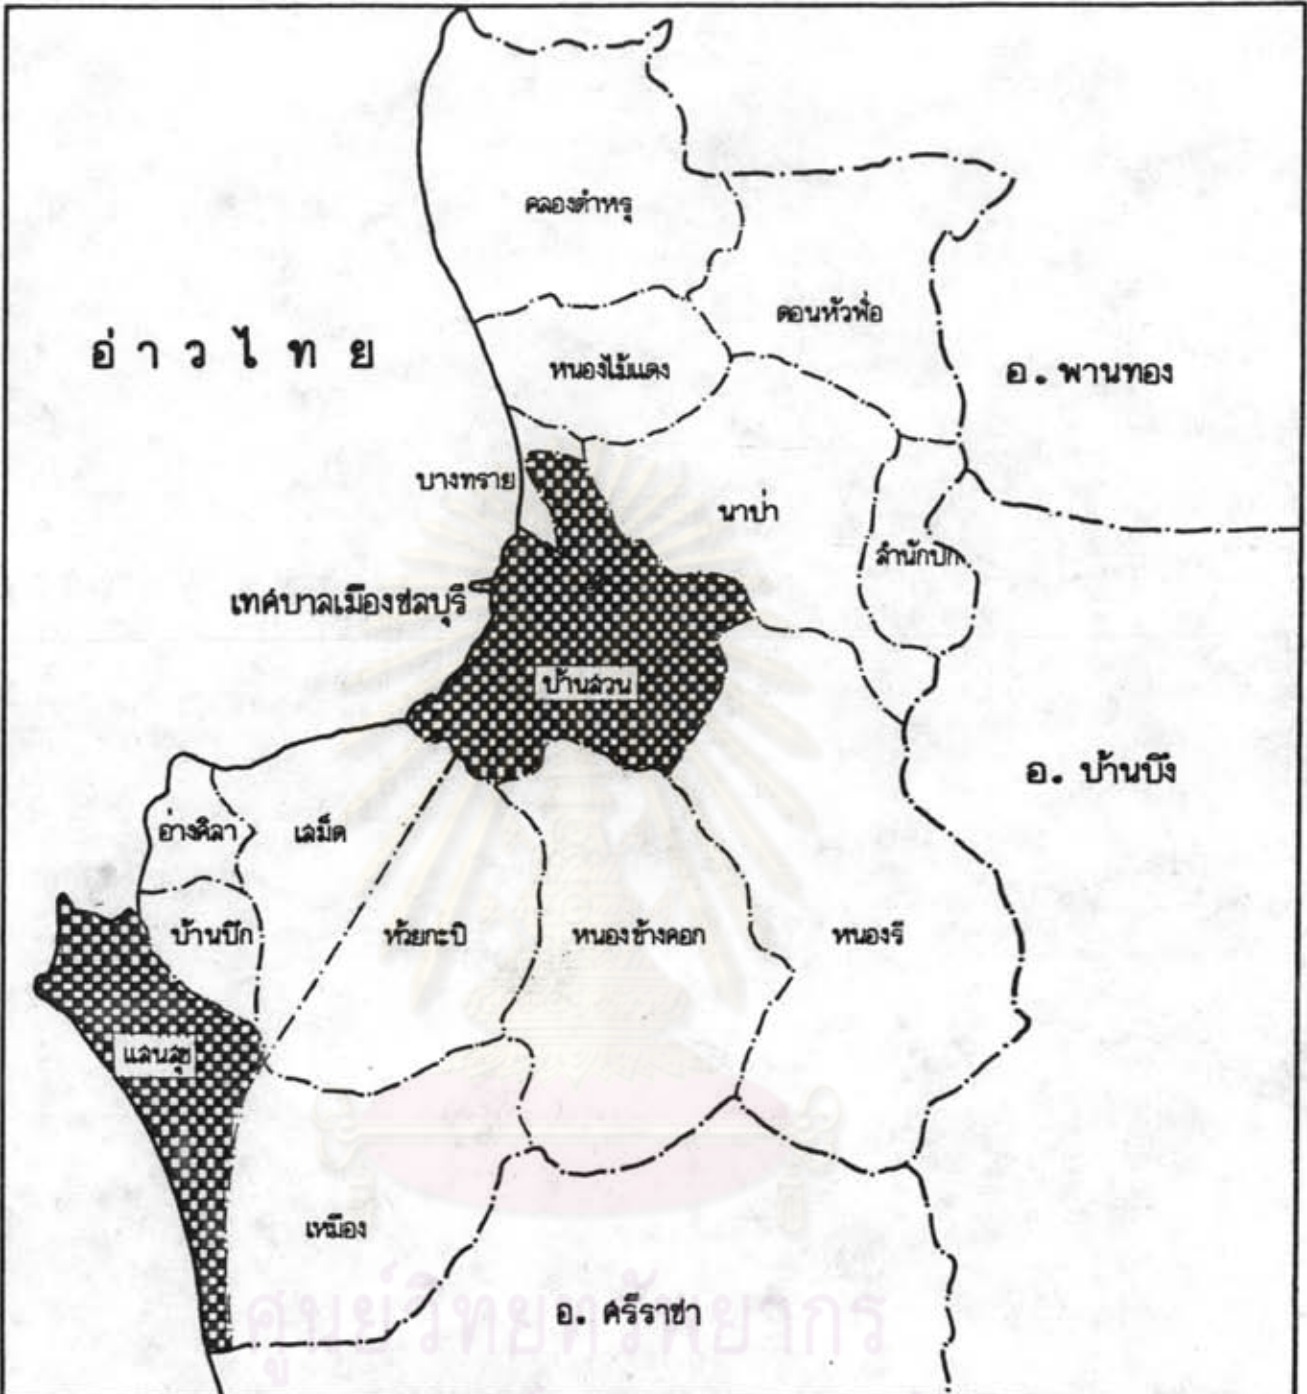 คลองตำหรุ
ดอนหัวฬ่อ
อ่าวไทย
หนองไม้แดง
อ. พานทอง
บางทราย
นาป่า
สำนักบก
เทศบาลเมืองชลบุรี
บ้านสวน
อ. บ้านบึง
อ่างศิลา
เสม็ด
บ้านปึก
ห้วยกะปิ
หนองข้างคอก
หนองรี
แสนสุข
เหมือง
อ. ศรีราชา
ศูนย์วิทยทรัพยากร